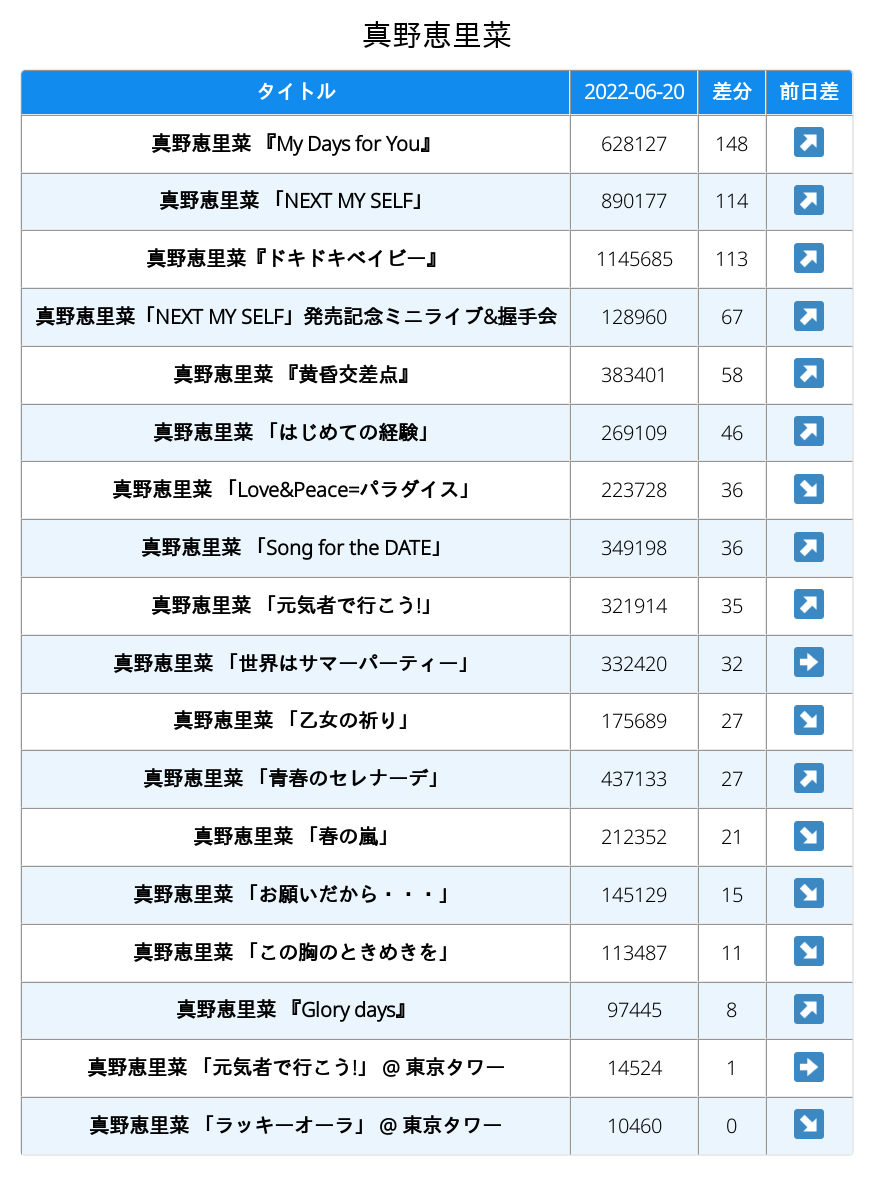 真野恵里菜
タイトル 2022-06-20 差分 前日差
真野恵里菜 『My Days for You』 628127 148 ↗
真野恵里菜 「NEXT MY SELF」 890177 114 ↗
真野恵里菜『ドキドキベイビー』 1145685 113 ↗
真野恵里菜「NEXT MY SELF」発売記念ミニライブ&握手会 128960 67 ↗
真野恵里菜 『黄昏交差点』 383401 58 ↗
真野恵里菜 「はじめての経験」 269109 46 ↗
真野恵里菜 「Love&Peace=パラダイス」 223728 36 ↘
真野恵里菜 「Song for the DATE」 349198 36 ↗
真野恵里菜 「元気者で行こう!」 321914 35 ↗
真野恵里菜 「世界はサマーパーティー」 332420 32 →
真野恵里菜 「乙女の祈り」 175689 27 ↘
真野恵里菜 「青春のセレナーデ」 437133 27 ↗
真野恵里菜 「春の嵐」 212352 21 ↘
真野恵里菜 「お願いだから・・・」 145129 15 ↘
真野恵里菜 「この胸のときめきを」 113487 11 ↘
真野恵里菜 『Glory days』 97445 8 ↗
真野恵里菜 「元気者で行こう!」 @ 東京タワー 14524 1 →
真野恵里菜 「ラッキーオーラ」 @ 東京タワー 10460 0 ↘